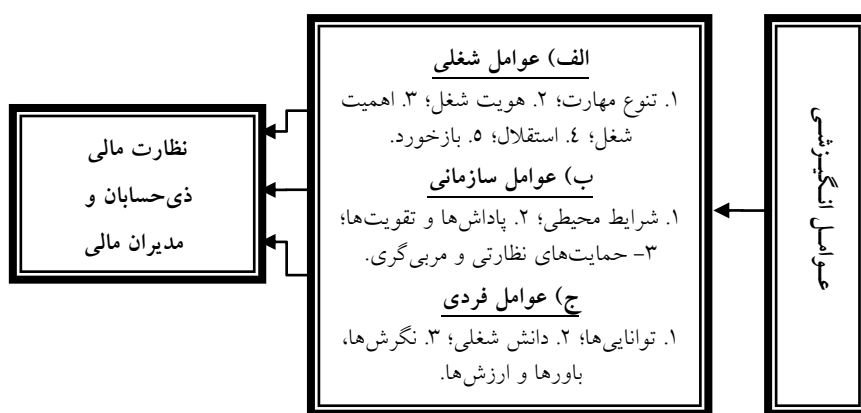 عوامل انگیزشی
الف) عوامل شغلی
۱. تنوع مهارت؛ ۲. هویت شغل؛ ۳. اهمیت
شغل؛ ٤. استقلال؛ ٥. بازخورد.
ب) عوامل سازمانی
۱. شرایط محیطی؛ ۲. پاداش‌ها و تقویت‌ها؛
۳- حمایت‌های نظارتی و مربی‌گری.
ج) عوامل فردی
۱. توانایی‌ها؛ ۲. دانش شغلی؛ ۳. نگرش‌ها،
باورها و ارزش‌ها.
نظارت مالی
ذی‌حسابان و
مدیران مالی